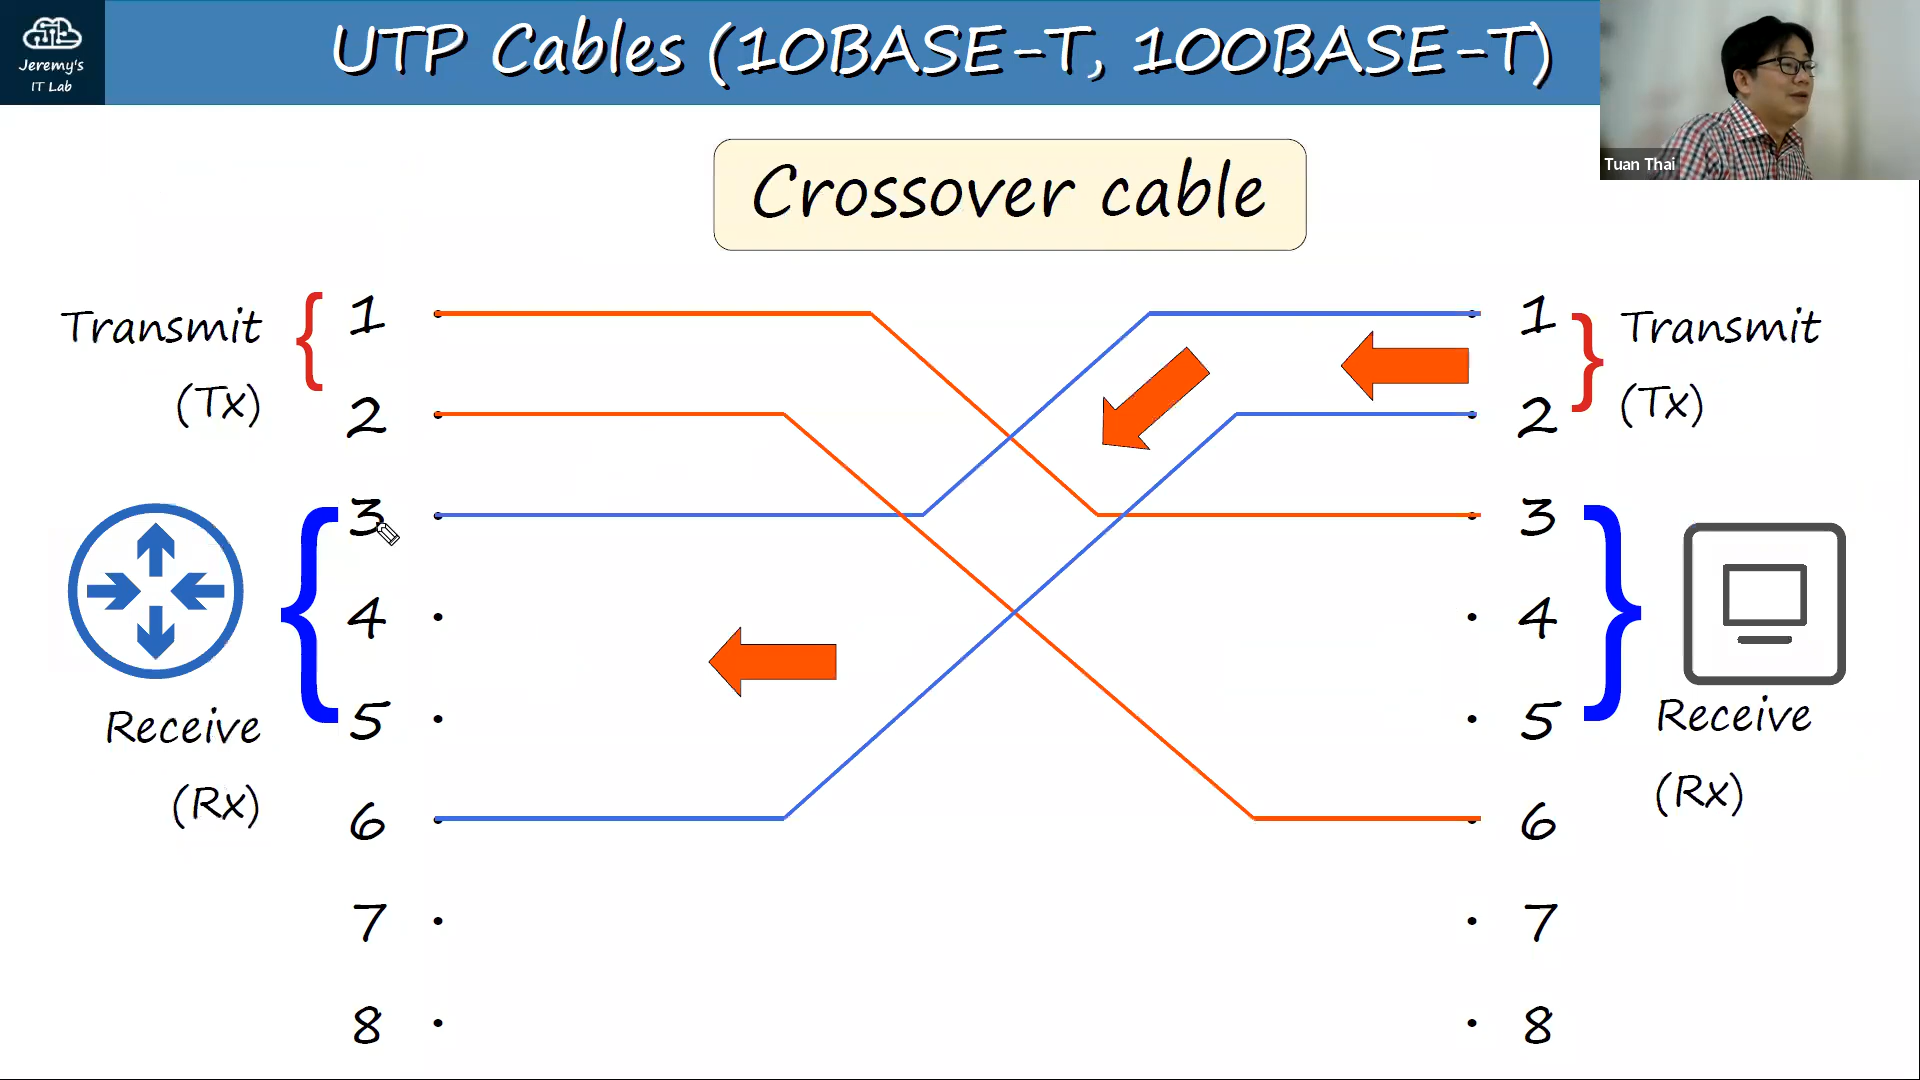 Jeremy's
IT Lab
UTP Cables (10BASE-T, 100BASE-T)
Tuan Thai
Crossover cable
Transmit
(Tx)
1
2
3
4
5
6
7
8
Receive
(Rx)
1
2
3
4
5
6
7
8
Transmit
(Tx)
Receive
(Rx)